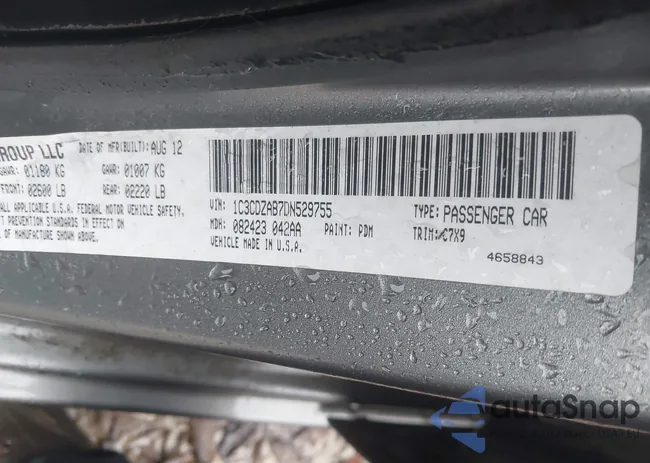 ROUP LLC
DATE OF MFR(BUILT): AUG 12
GAWR: 01180 KG
GAWR: 01007 KG
FRONT: 02600 LB
REAR: 02220 LB
ALL APPLICABLE U.S.A. FEDERAL MOTOR VEHICLE SAFETY,
PREVENTION STANDARDS IN EFFECT
OF MANUFACTURE SHOWN ABOVE.
VIN: 1C3CDZAB7DN529755
TYPE: PASSENGER CAR
MDH: 082423 042AA
PAINT: PDM
TRIM: C7X9
VEHICLE MADE IN U.S.A.
4658843
autoSnap